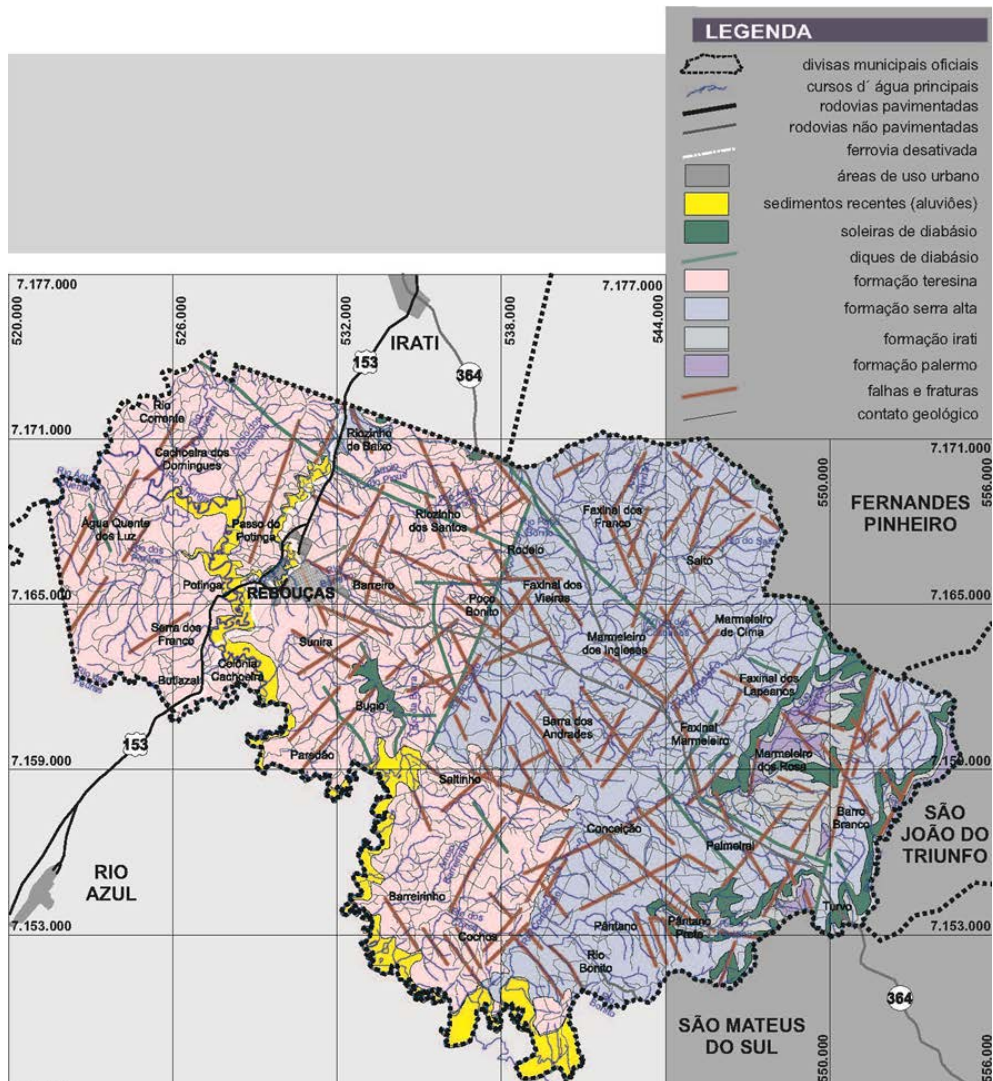 LEGENDA
divisas municipais oficiais
cursos d´ água principais
rodovias pavimentadas
rodovias não pavimentadas
ferrovia desativada
áreas de uso urbano
sedimentos recentes (aluviões)
soleiras de diabásio
diques de diabásio
formação teresina
formação serra alta
formação irati
formação palermo
falhas e fraturas
contato geológico
7.177.000
7.177.000
520.000
526.000
532.000
538.000
544.000
IRATI
153
364
Rio
Corrente
Riozinho
de Baixo
7.171.000
7.171.000
550.000
556.000
Cachoeira dos
Domingues
FERNANDES
PINHEIRO
Água Quente
dos Luz
Passo do
Potinga
Riozinho
dos Santos
Faxinal dos
Franco
Rodeio
Salto
Potinga
REBOUÇAS
Barreiro
Poço
Bonito
Faxinal dos
Vieiras
7.165.000
7.165.000
Serra dos
Franco
Sunira
Marmeleiro
dos Ingleses
Marmeleiro
de Cima
Colônia
Cachoeira
Butiazal
Bugio
Faxinal dos
Lapeanos
Barra dos
Andrades
Faxinal
Marmeleiro
153
Paredão
Marmeleiro
dos Rosa
7.159.000
Saltinho
Barro
Branco
SÃO
JOÃO DO
TRIUNFO
Conceição
Palmeiral
RIO
AZUL
Barreirinho
Turvo
7.153.000
7.153.000
Cochos
Pântano
Pântano
Preto
Rio
Bonito
364
SÃO MATEUS
DO SUL
550.000
556.000